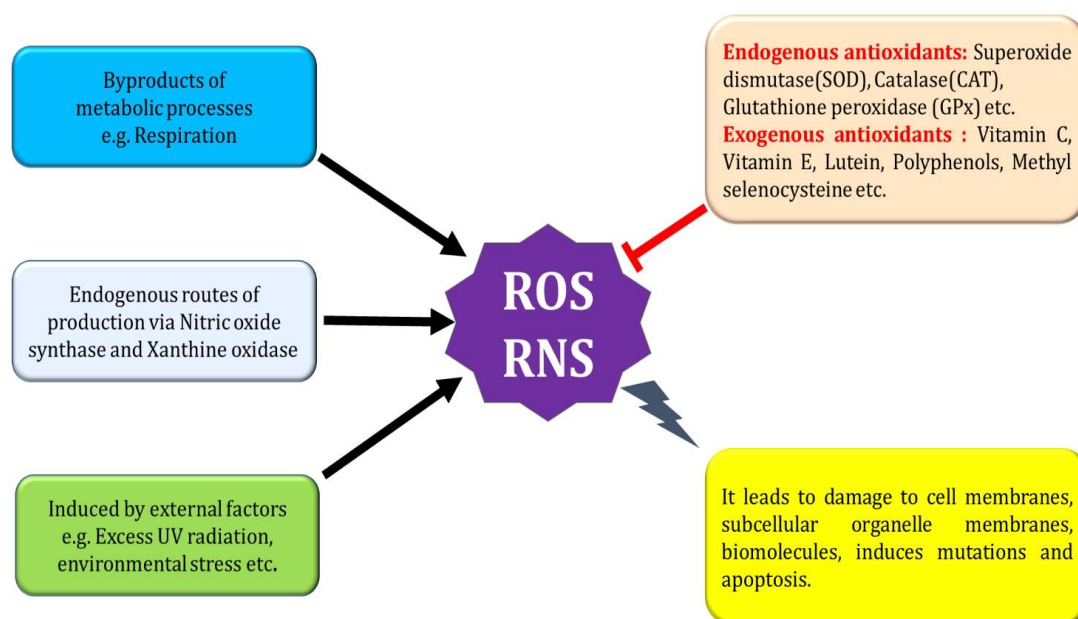 Byproducts of
metabolic processes
e.g. Respiration
Endogenous routes of
production via Nitric oxide
synthase and Xanthine oxidase
Induced by external factors
e.g. Excess UV radiation,
environmental stress etc.
ROS
RNS
Endogenous antioxidants: Superoxide
dismutase(SOD), Catalase(CAT),
Glutathione peroxidase (GPx) etc.
Exogenous antioxidants : Vitamin C,
Vitamin E, Lutein, Polyphenols, Methyl
selenocysteine etc.
It leads to damage to cell membranes,
subcellular organelle membranes,
biomolecules, induces mutations and
apoptosis.